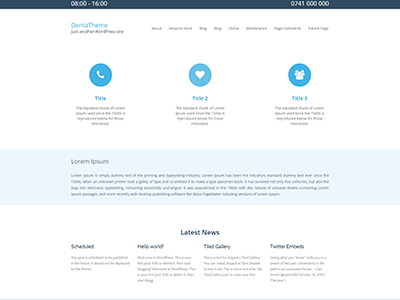 08:00 - 16:00
0741 000 000
DentaTheme
Just another WordPress site
Home About Amazon Store Blog Blog Home Maintenance Page Comments Parent Page
Title
The standard chunk of Lorem
Ipsum used since the 1500s is
reproduced below for those
interested.
Title 2
The standard chunk of Lorem
Ipsum used since the 1500s is
reproduced below for those
interested.
Title 3
The standard chunk of Lorem
Ipsum used since the 1500s is
reproduced below for those
interested.
Lorem Ipsum
Lorem Ipsum is simply dummy text of the printing and typesetting industry. Lorem Ipsum has been the industry's standard dummy text ever since the 1500s,
when an unknown printer took a galley of type and scrambled it to make a type specimen book. It has survived not only five centuries, but also the
leap into electronic typesetting, remaining essentially unchanged. It was popularised in the 1960s with the release of Letraset sheets containing Lorem
Ipsum passages, and more recently with desktop publishing software like Aldus PageMaker including versions of Lorem Ipsum.
Latest News
Scheduled
This post is scheduled to be published
in the future. It should not be displayed
by the theme.
Hello world!
Welcome to WordPress. This is your
first post. Edit or delete it, then start
blogging! Welcome to WordPress. This
is your first post. Edit or delete it, then
start blogg
Tiled Gallery
This is a test for Jetpack's Tiled Gallery.
You can install Jetpack or Slim Jetpack
to test it out. This is some text after the
Tiled Gallery just to make sure that
Twitter Embeds